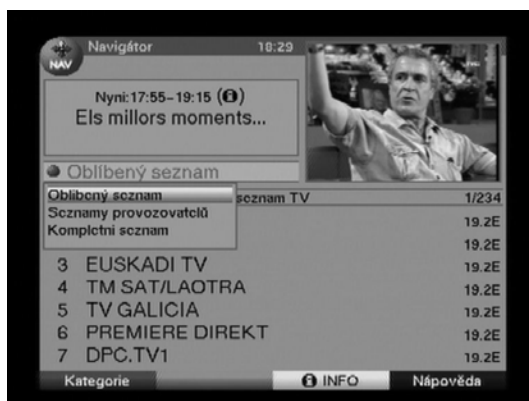 NAV
Navigátor 18:29
Nyní:17:55-19:15
Els millors moments...
Oblíbený seznam
Oblíbený seznam
Seznamy provozovatelů
Kompletní seznam
seznam TV 1/234
19.2E
19.2E
3 EUSKADI TV 19.2E
4 TM SAT/LAOTRA 19.2E
5 TV GALICIA 19.2E
6 PREMIERE DIREKT 19.2E
7 DPC.TV1 19.2E
Kategorie INFO Nápověda